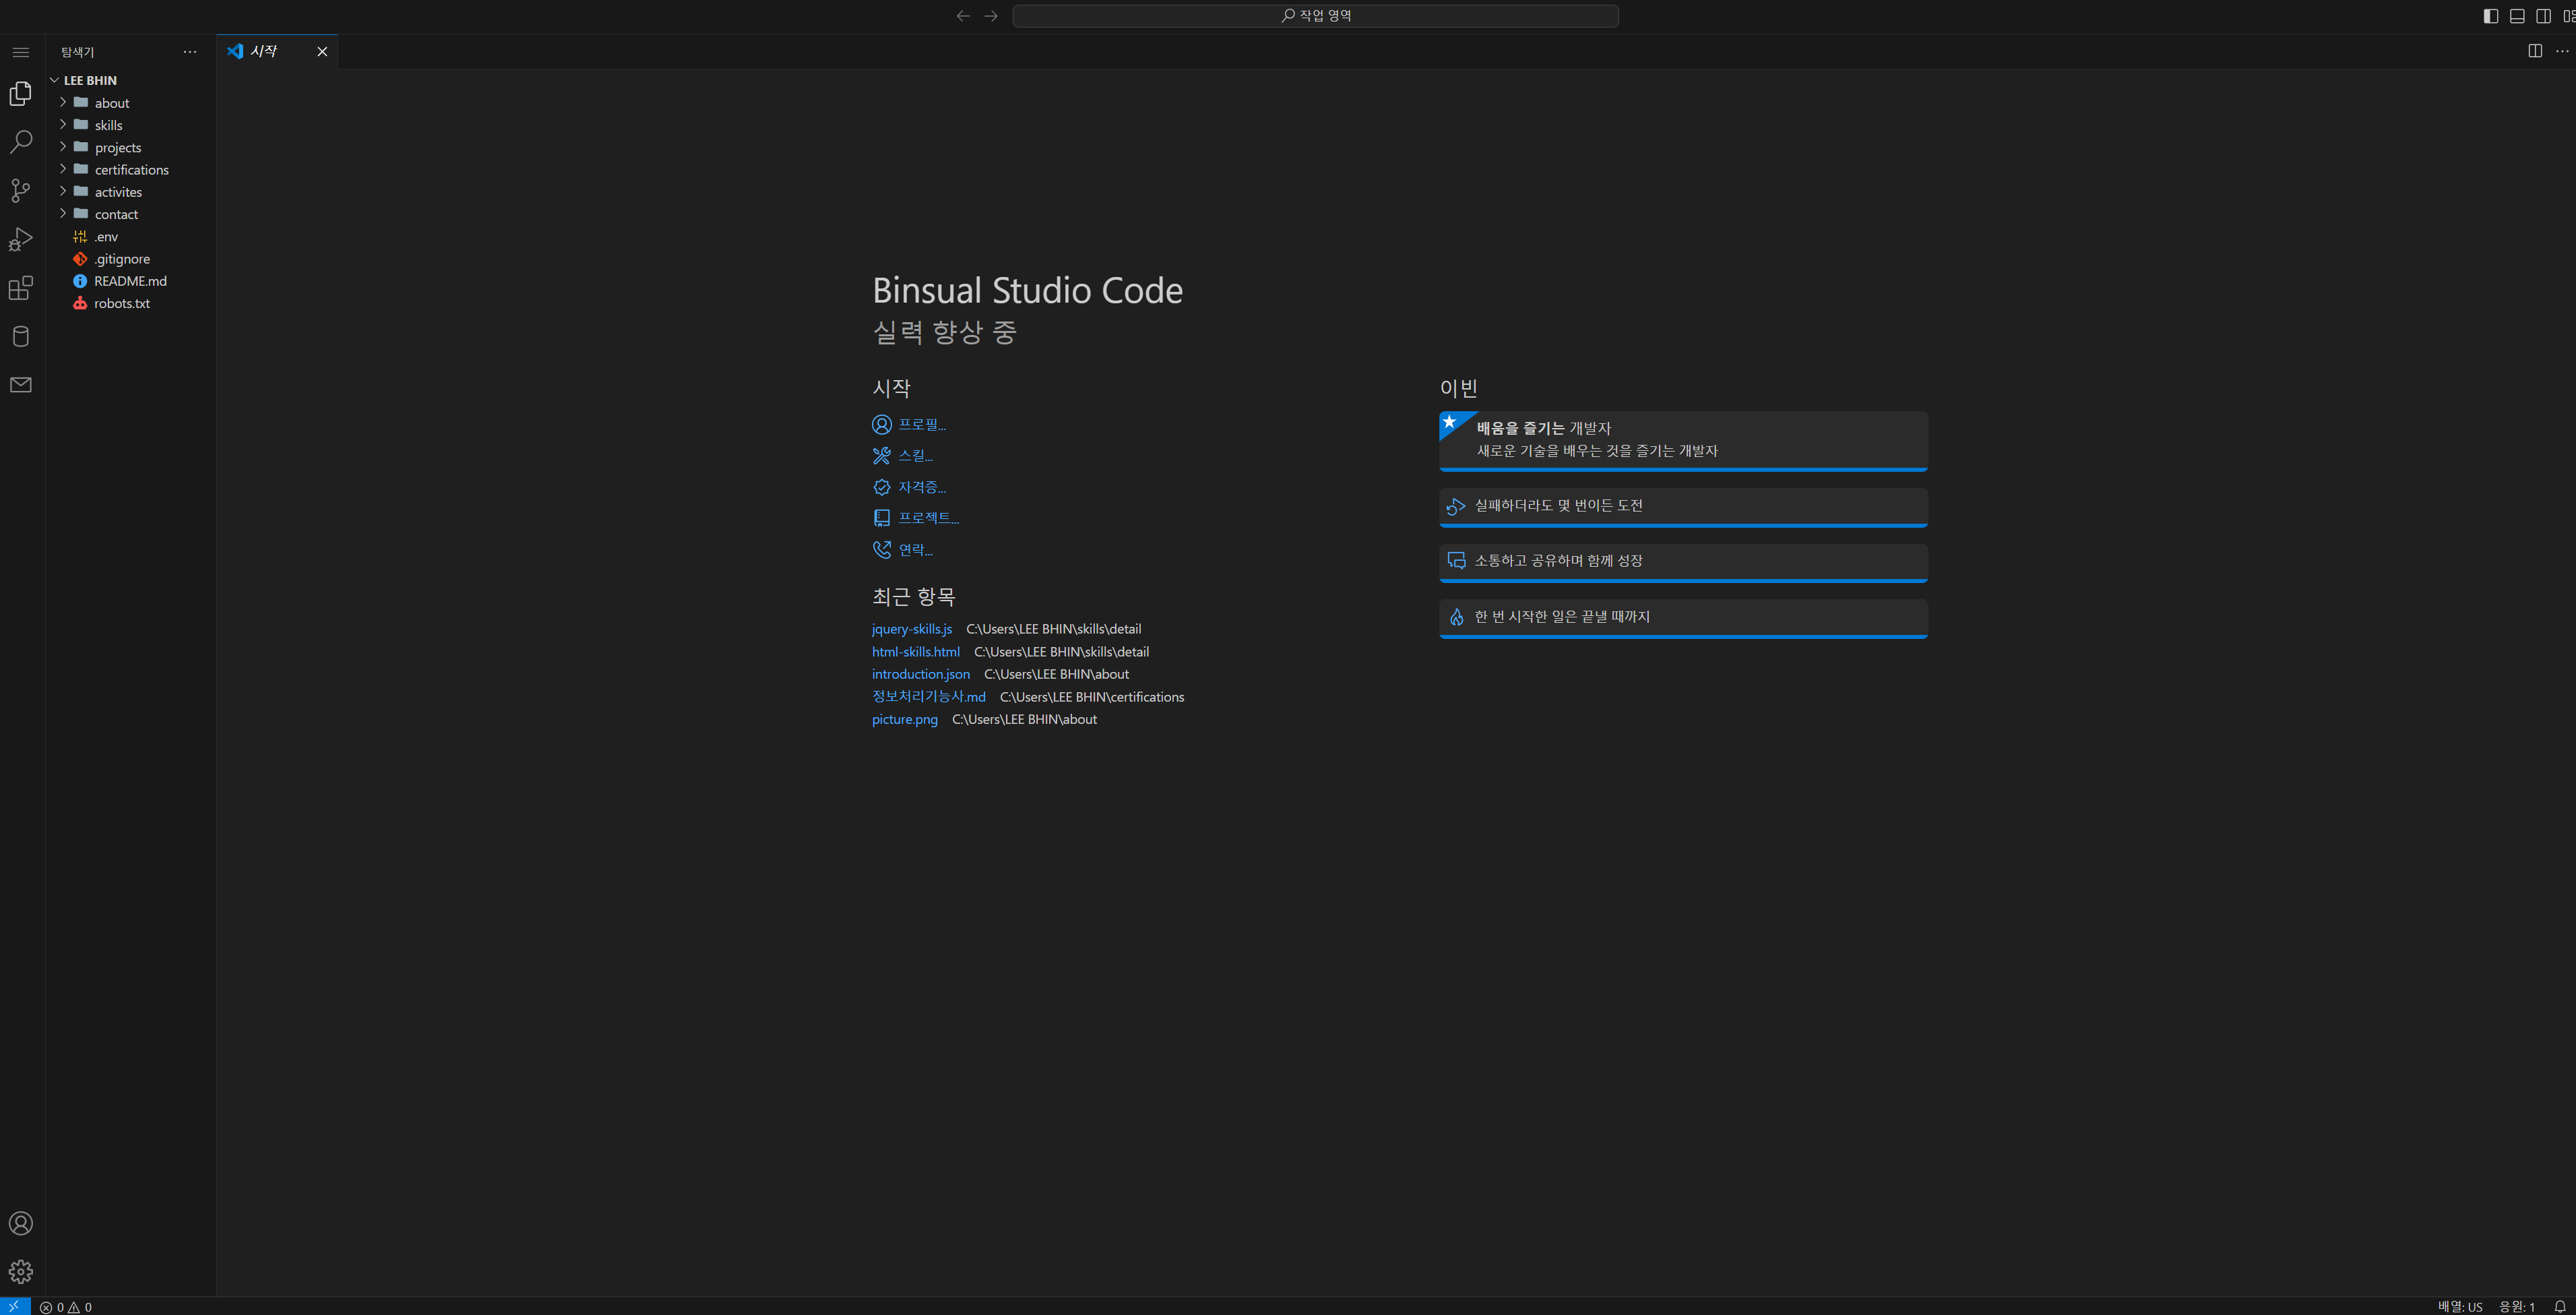 작업 영역
탐색기
시작
LEE BHIN
about
skills
projects
certifications
activites
contact
.env
.gitignore
README.md
robots.txt
Binsual Studio Code
실력 향상 중
시작
프로필...
스킬...
자격증...
프로젝트...
연락...
최근 항목
jquery-skills.js C:\Users\LEE BHIN\skills\detail
html-skills.html C:\Users\LEE BHIN\skills\detail
introduction.json C:\Users\LEE BHIN\about
정보처리기능사.md C:\Users\LEE BHIN\certifications
picture.png C:\Users\LEE BHIN\about
이빈
배움을 즐기는 개발자
새로운 기술을 배우는 것을 즐기는 개발자
실패하더라도 몇 번이든 도전
소통하고 공유하며 함께 성장
한 번 시작한 일은 끝낼 때까지
0 0
배열: US 응원: 1